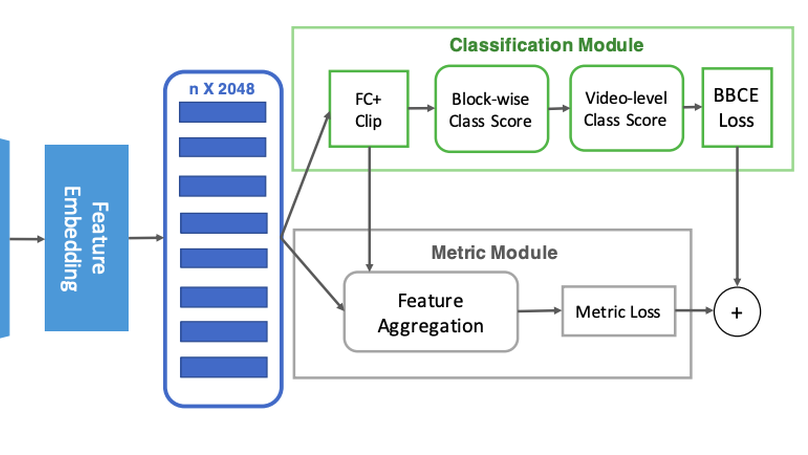 Feature
Embedding
n X 2048
Classification Module
FC+
Clip
Block-wise
Class Score
Video-level
Class Score
BBCE
Loss
Metric Module
Feature
Aggregation
Metric Loss
+